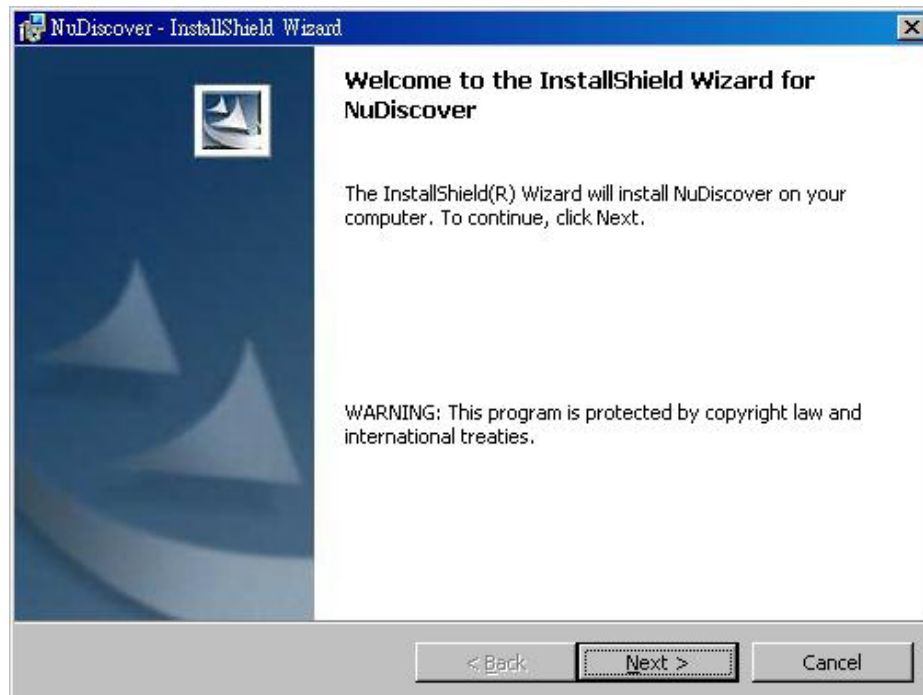 NuDiscover - InstallShield Wizard
Welcome to the InstallShield Wizard for
NuDiscover
The InstallShield(R) Wizard will install NuDiscover on your
computer. To continue, click Next.
WARNING: This program is protected by copyright law and
international treaties.
< Back
Next >
Cancel